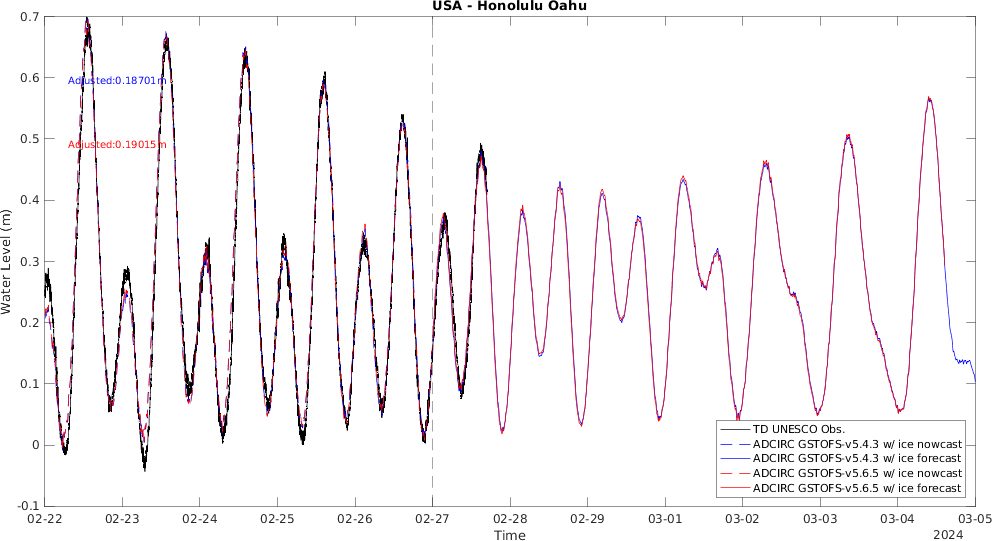 USA - Honolulu Oahu
0.7
0.6
0.5
0.4
0.3
0.2
0.1
0
-0.1
Water Level (m)
Adjusted:0.18701m
Adjusted:0.19015m
TD UNESCO Obs.
ADCIRC GSTOFS-v5.4.3 w/ ice nowcast
ADCIRC GSTOFS-v5.4.3 w/ ice forecast
ADCIRC GSTOFS-v5.6.5 w/ ice nowcast
ADCIRC GSTOFS-v5.6.5 w/ ice forecast
02-22 02-23 02-24 02-25 02-26 02-27 02-28 02-29 03-01 03-02 03-03 03-04 03-05
Time
2024